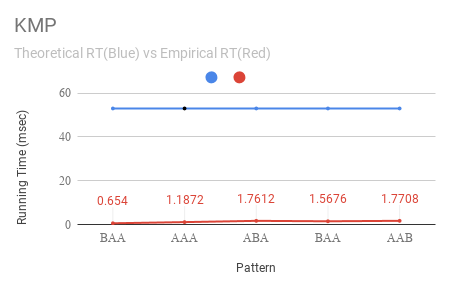 KMP
Theoretical RT(Blue) vs Empirical RT(Red)
Running Time (msec)
60
40
20
0
0.654 1.1872 1.7612 1.5676 1.7708
BAA AAA ABA BAA AAB
Pattern